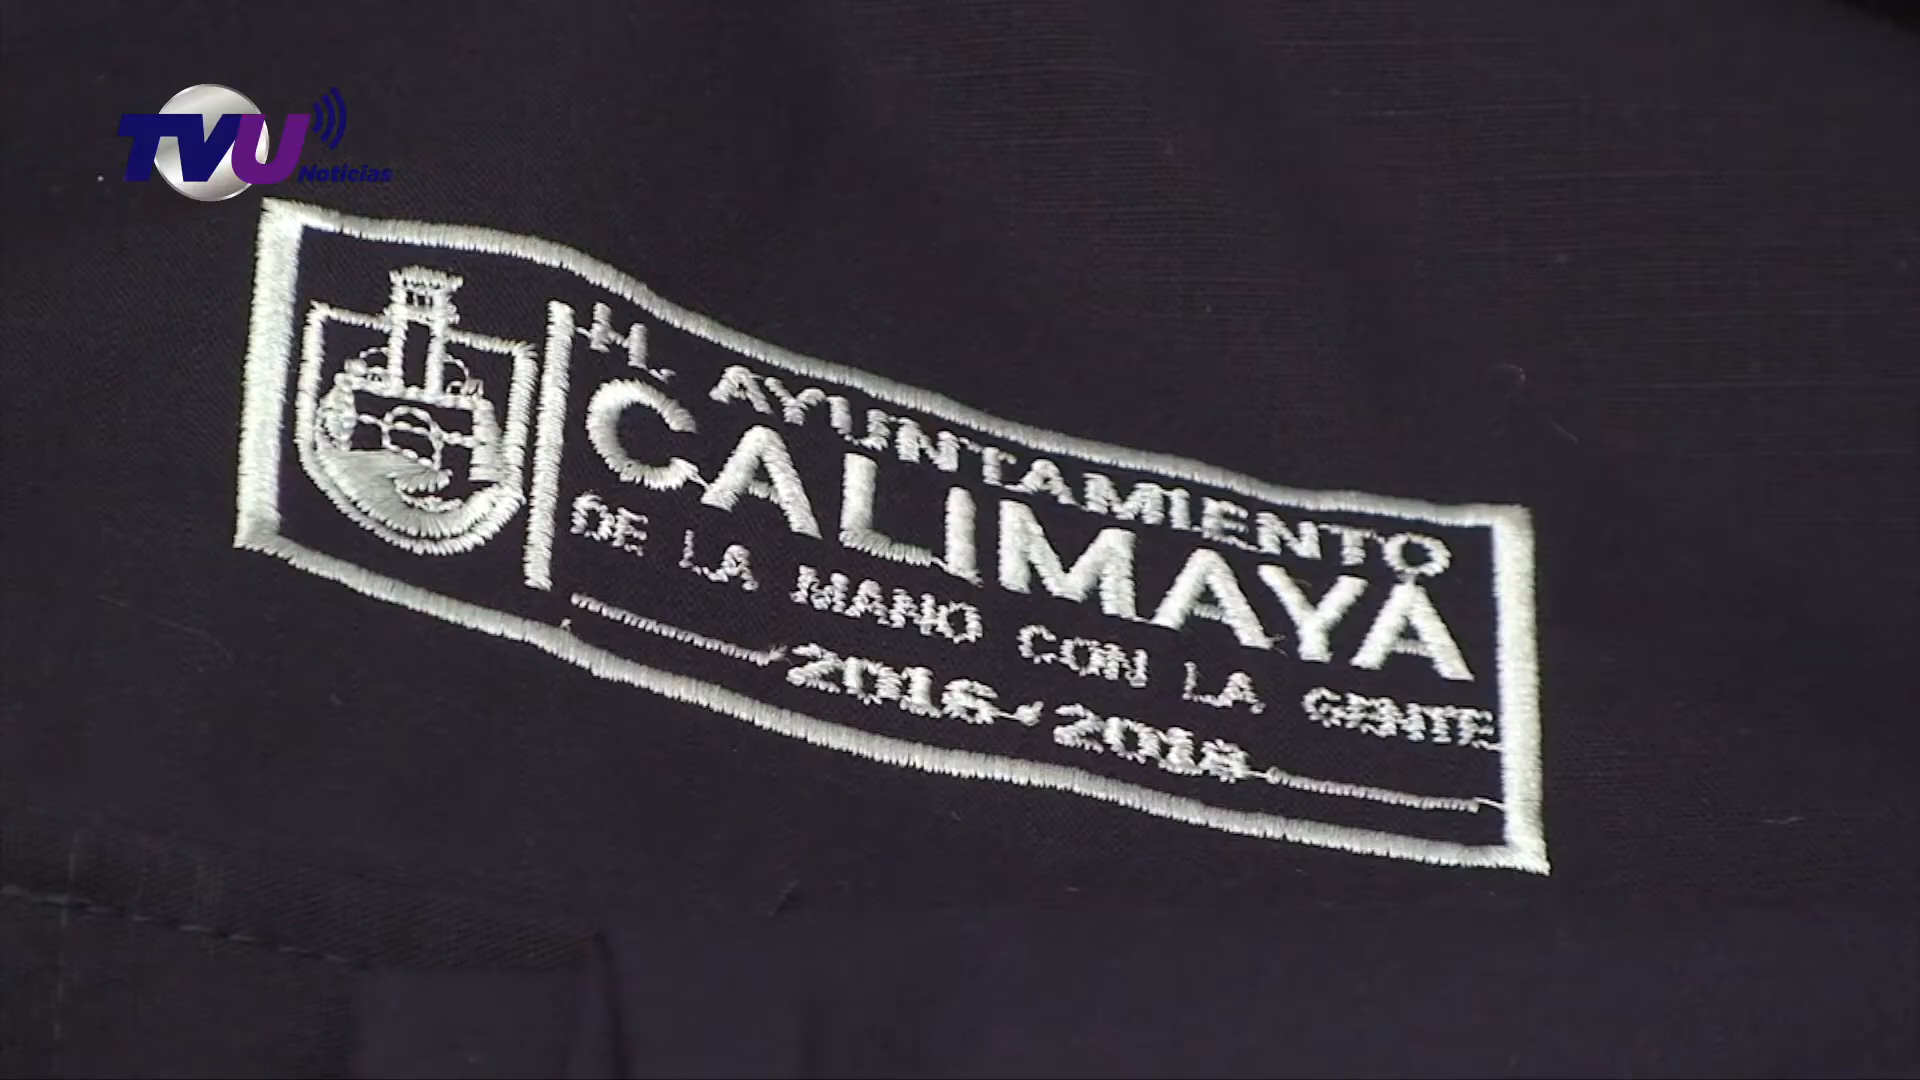 TVU
Noticias
H. AYUNTAMIENTO
CALIMAYA
DE LA MANO CON LA GENTE
2016-2018